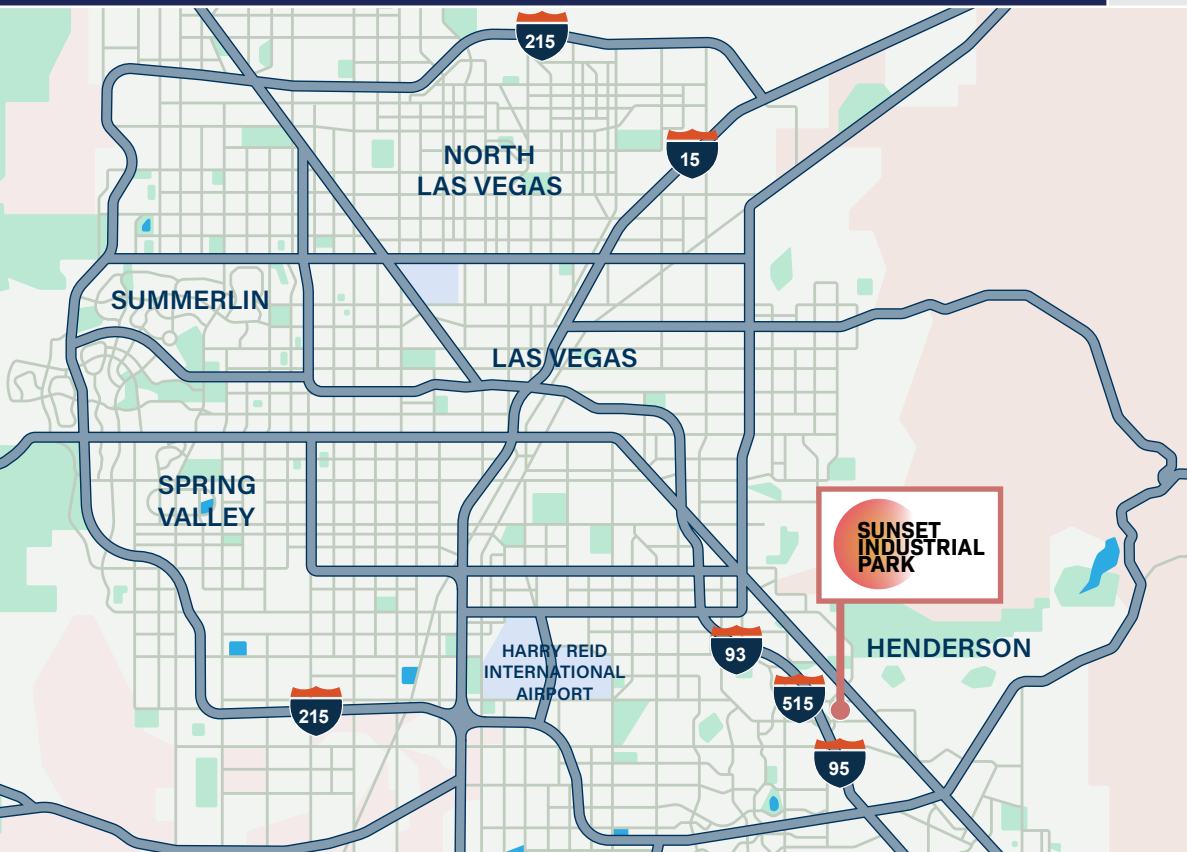 215
15
NORTH
LAS VEGAS
SUMMERLIN
LAS VEGAS
SPRING
VALLEY
SUNSET
INDUSTRIAL
PARK
HENDERSON
HARRY REID
INTERNATIONAL
AIRPORT
93
515
215
95